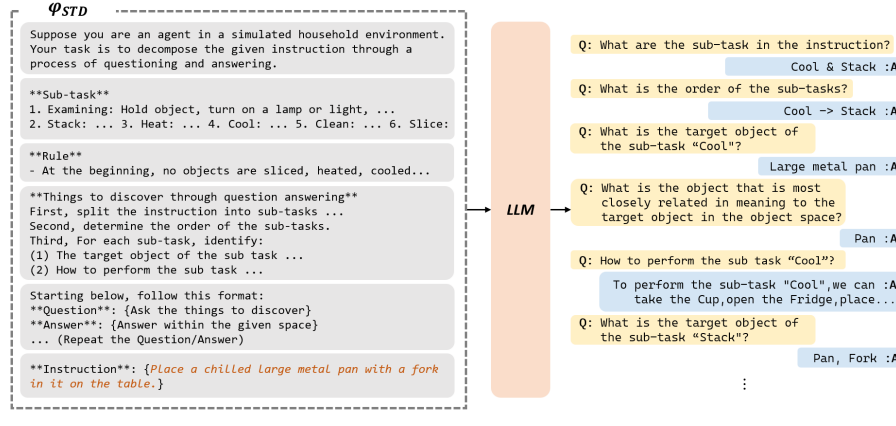 φSTD
Suppose you are an agent in a simulated household environment.
Your task is to decompose the given instruction through a
process of questioning and answering.
**Sub-task**
1. Examining: Hold object, turn on a lamp or light, ...
2. Stack: ... 3. Heat: ... 4. Cool: ... 5. Clean: ... 6. Slice:
**Rule**
- At the beginning, no objects are sliced, heated, cooled...
**Things to discover through question answering**
First, split the instruction into sub-tasks ...
Second, determine the order of the sub-tasks.
Third, For each sub-task, identify:
(1) The target object of the sub task ...
(2) How to perform the sub task ...
Starting below, follow this format:
**Question**: {Ask the things to discover}
**Answer**: {Answer within the given space}
... (Repeat the Question/Answer)
**Instruction**: {Place a chilled large metal pan with a fork
in it on the table.}
LLM
Q: What are the sub-task in the instruction?
Cool & Stack :A
Q: What is the order of the sub-tasks?
Cool -> Stack :A
Q: What is the target object of
the sub-task “Cool"?
Large metal pan :A
Q: What is the object that is most
closely related in meaning to the
target object in the object space?
Pan :A
Q: How to perform the sub task “Cool”?
To perform the sub-task "Cool",we can :A
take the Cup,open the Fridge,place...
Q: What is the target object of
the sub-task “Stack"?
Pan, Fork :A
⋮